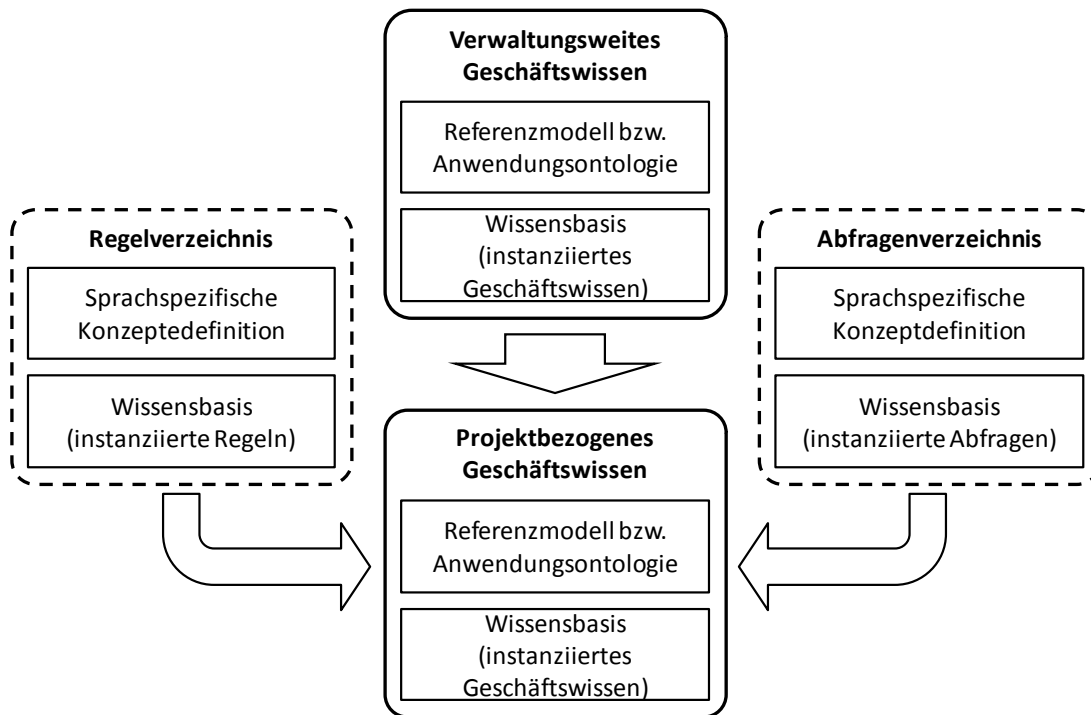 Verwaltungsweites
Geschäftswissen
Referenzmodell bzw.
Anwendungsontologie
Wissensbasis
(instanziiertes
Geschäftswissen)
Regelverzeichnis
Sprachspezifische
Konzeptedefinition
Wissensbasis
(instanziierte Regeln)
Abfragenverzeichnis
Sprachspezifische
Konzeptdefinition
Wissensbasis
(instanziierte Abfragen)
Projektbezogenes
Geschäftswissen
Referenzmodell bzw.
Anwendungsontologie
Wissensbasis
(instanziiertes
Geschäftswissen)